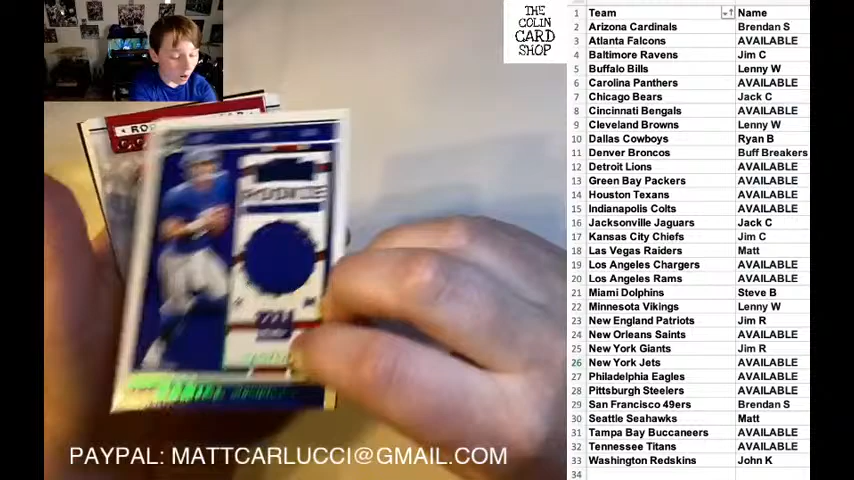 THE
COLIN
CARD
SHOP
PAYPAL: MATTCARLUCCI@GMAIL.COM
1 Team Name
2 Arizona Cardinals Brendan S
3 Atlanta Falcons AVAILABLE
4 Baltimore Ravens Jim C
5 Buffalo Bills Lenny W
6 Carolina Panthers AVAILABLE
7 Chicago Bears Jack C
8 Cincinnati Bengals AVAILABLE
9 Cleveland Browns Lenny W
10 Dallas Cowboys Ryan B
11 Denver Broncos Buff Breakers
12 Detroit Lions AVAILABLE
13 Green Bay Packers AVAILABLE
14 Houston Texans AVAILABLE
15 Indianapolis Colts AVAILABLE
16 Jacksonville Jaguars Jack C
17 Kansas City Chiefs Jim C
18 Las Vegas Raiders Matt
19 Los Angeles Chargers AVAILABLE
20 Los Angeles Rams AVAILABLE
21 Miami Dolphins Steve B
22 Minnesota Vikings Lenny W
23 New England Patriots Jim R
24 New Orleans Saints AVAILABLE
25 New York Giants Jim R
26 New York Jets AVAILABLE
27 Philadelphia Eagles AVAILABLE
28 Pittsburgh Steelers AVAILABLE
29 San Francisco 49ers Brendan S
30 Seattle Seahawks Matt
31 Tampa Bay Buccaneers AVAILABLE
32 Tennessee Titans AVAILABLE
33 Washington Redskins John K
34